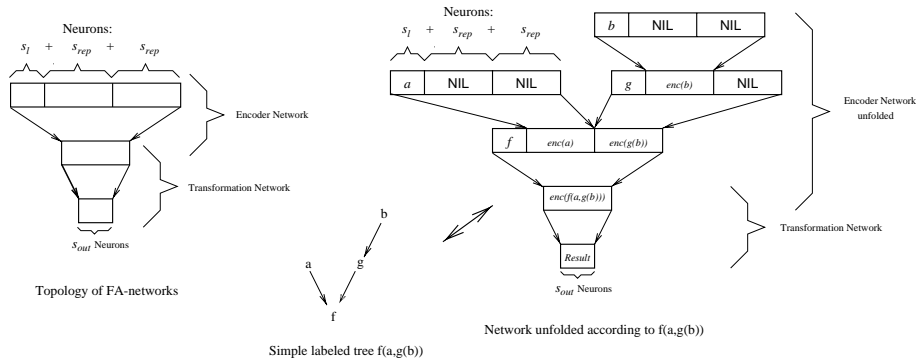 Neurons:
s_l + s_rep + s_rep
Encoder Network
Transformation Network
s_out Neurons
Topology of FA-networks
b
a
g
f
Simple labeled tree f(a,g(b))
Neurons:
s_l + s_rep + s_rep
b NIL NIL
a NIL NIL
g enc(b) NIL
f enc(a) enc(g(b))
enc(f(a,g(b)))
Result
s_out Neurons
Encoder Network
unfolded
Transformation Network
Network unfolded according to f(a,g(b))